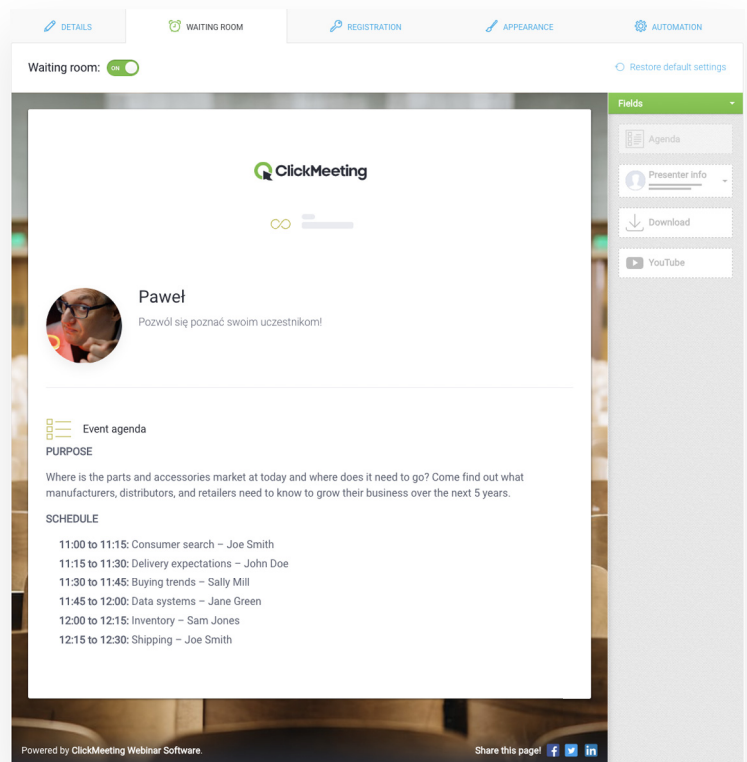 DETAILS
WAITING ROOM
REGISTRATION
APPEARANCE
AUTOMATION
Waiting room: ON
Restore default settings
Fields
Agenda
Presenter info
Download
YouTube
ClickMeeting
Paweł
Pozwól się poznać swoim uczestnikom!
Event agenda
PURPOSE
Where is the parts and accessories market at today and where does it need to go? Come find out what
manufacturers, distributors, and retailers need to know to grow their business over the next 5 years.
SCHEDULE
11:00 to 11:15: Consumer search – Joe Smith
11:15 to 11:30: Delivery expectations – John Doe
11:30 to 11:45: Buying trends – Sally Mill
11:45 to 12:00: Data systems – Jane Green
12:00 to 12:15: Inventory – Sam Jones
12:15 to 12:30: Shipping – Joe Smith
Powered by ClickMeeting Webinar Software.
Share this page!